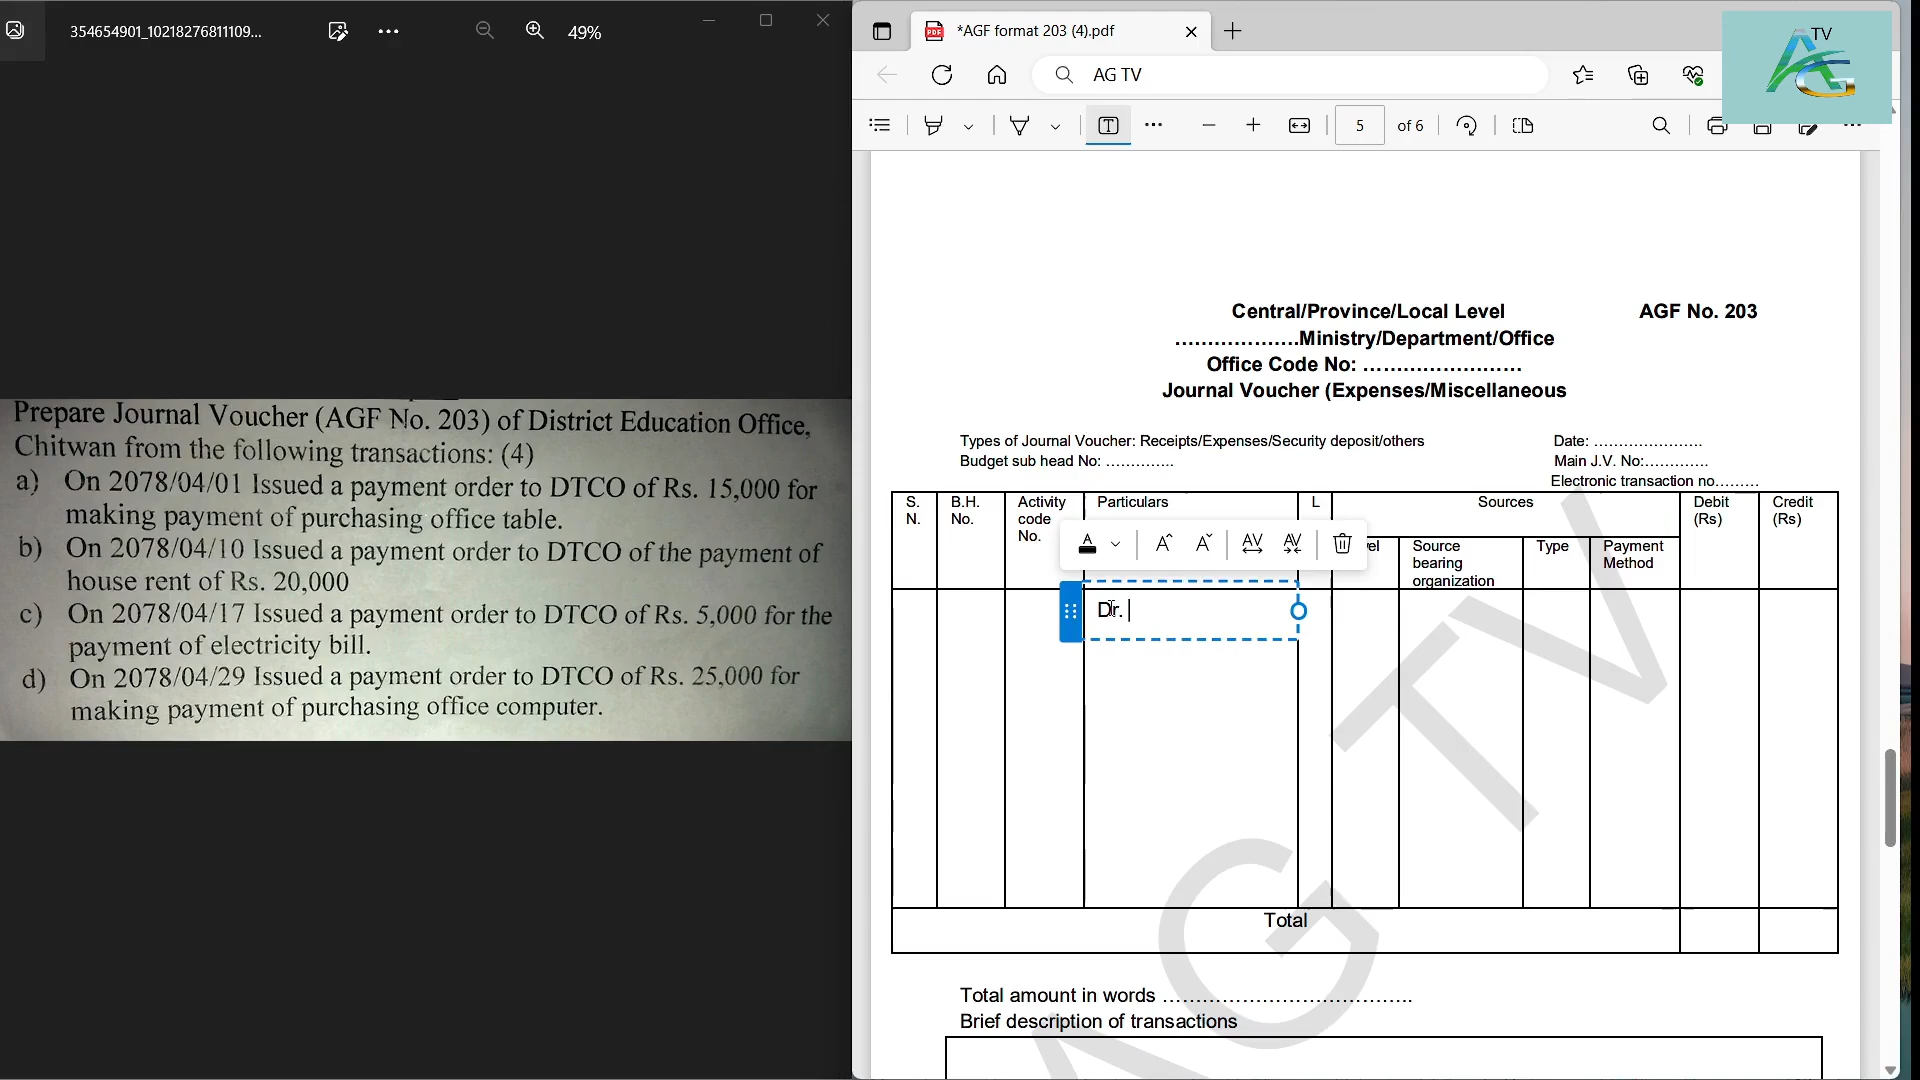 354654901_10218276811109...
49%
Prepare Journal Voucher (AGF No. 203) of District Education Office,
Chitwan from the following transactions: (4)
a) On 2078/04/01 Issued a payment order to DTCO of Rs. 15,000 for
making payment of purchasing office table.
b) On 2078/04/10 Issued a payment order to DTCO of the payment of
house rent of Rs. 20,000
c) On 2078/04/17 Issued a payment order to DTCO of Rs. 5,000 for the
payment of electricity bill.
d) On 2078/04/29 Issued a payment order to DTCO of Rs. 25,000 for
making payment of purchasing office computer.
*AGF format 203 (4).pdf
AG TV
TV
5 of 6
Central/Province/Local Level AGF No. 203
...................Ministry/Department/Office
Office Code No: ........................
Journal Voucher (Expenses/Miscellaneous
Types of Journal Voucher: Receipts/Expenses/Security deposit/others Date: .....................
Budget sub head No: ............. Main J.V. No:.............
Electronic transaction no.........
S. N. B.H. No. Activity code No. Particulars L Sources Debit (Rs) Credit (Rs)
Source bearing organization Type Payment Method
Dr.
Total
Total amount in words ......................................
Brief description of transactions
AG TV